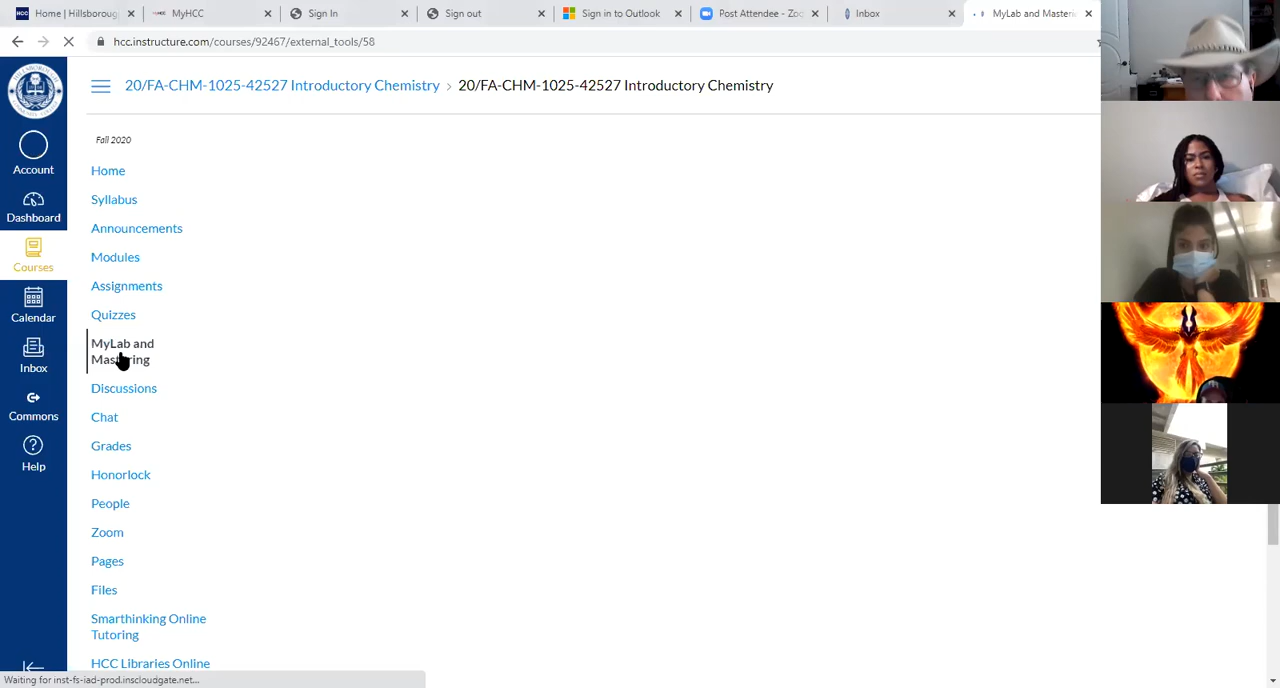 Home | Hillsboroug
MyHCC
Sign In
Sign out
Sign in to Outlook
Post Attendee - Zoo
Inbox
MyLab and Masteri
hcc.instructure.com/courses/92467/external_tools/58
20/FA-CHM-1025-42527 Introductory Chemistry > 20/FA-CHM-1025-42527 Introductory Chemistry
Account
Dashboard
Courses
Calendar
Inbox
Commons
Help
Fall 2020
Home
Syllabus
Announcements
Modules
Assignments
Quizzes
MyLab and
Mastering
Discussions
Chat
Grades
Honorlock
People
Zoom
Pages
Files
Smarthinking Online
Tutoring
HCC Libraries Online
Waiting for inst-fs-iad-prod.inscloudgate.net...